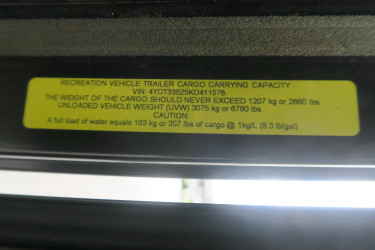 RECREATION VEHICLE TRAILER CARGO CARRYING CAPACITY
VIN: 4YDT33525KD411578
THE WEIGHT OF THE CARGO SHOULD NEVER EXCEED 1207 kg or 2660 lbs
UNLOADED VEHICLE WEIGHT (UVW) 3075 kg or 6780 lbs
CAUTION:
A full load of water equals 163 kg or 357 lbs of cargo @ 1kg/L (8.3 lb/gal)